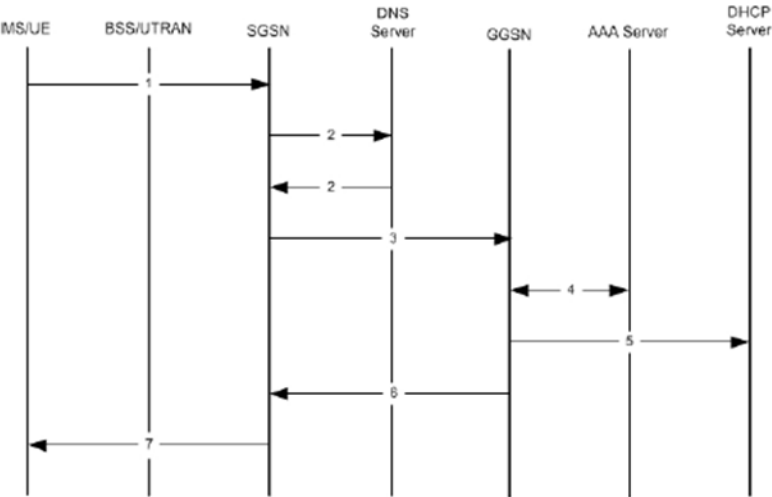 MS/UE
BSS/UTRAN
SGSN
DNS
Server
GGSN
AAA Server
DHCP
Server
1
2
2
3
4
5
6
7